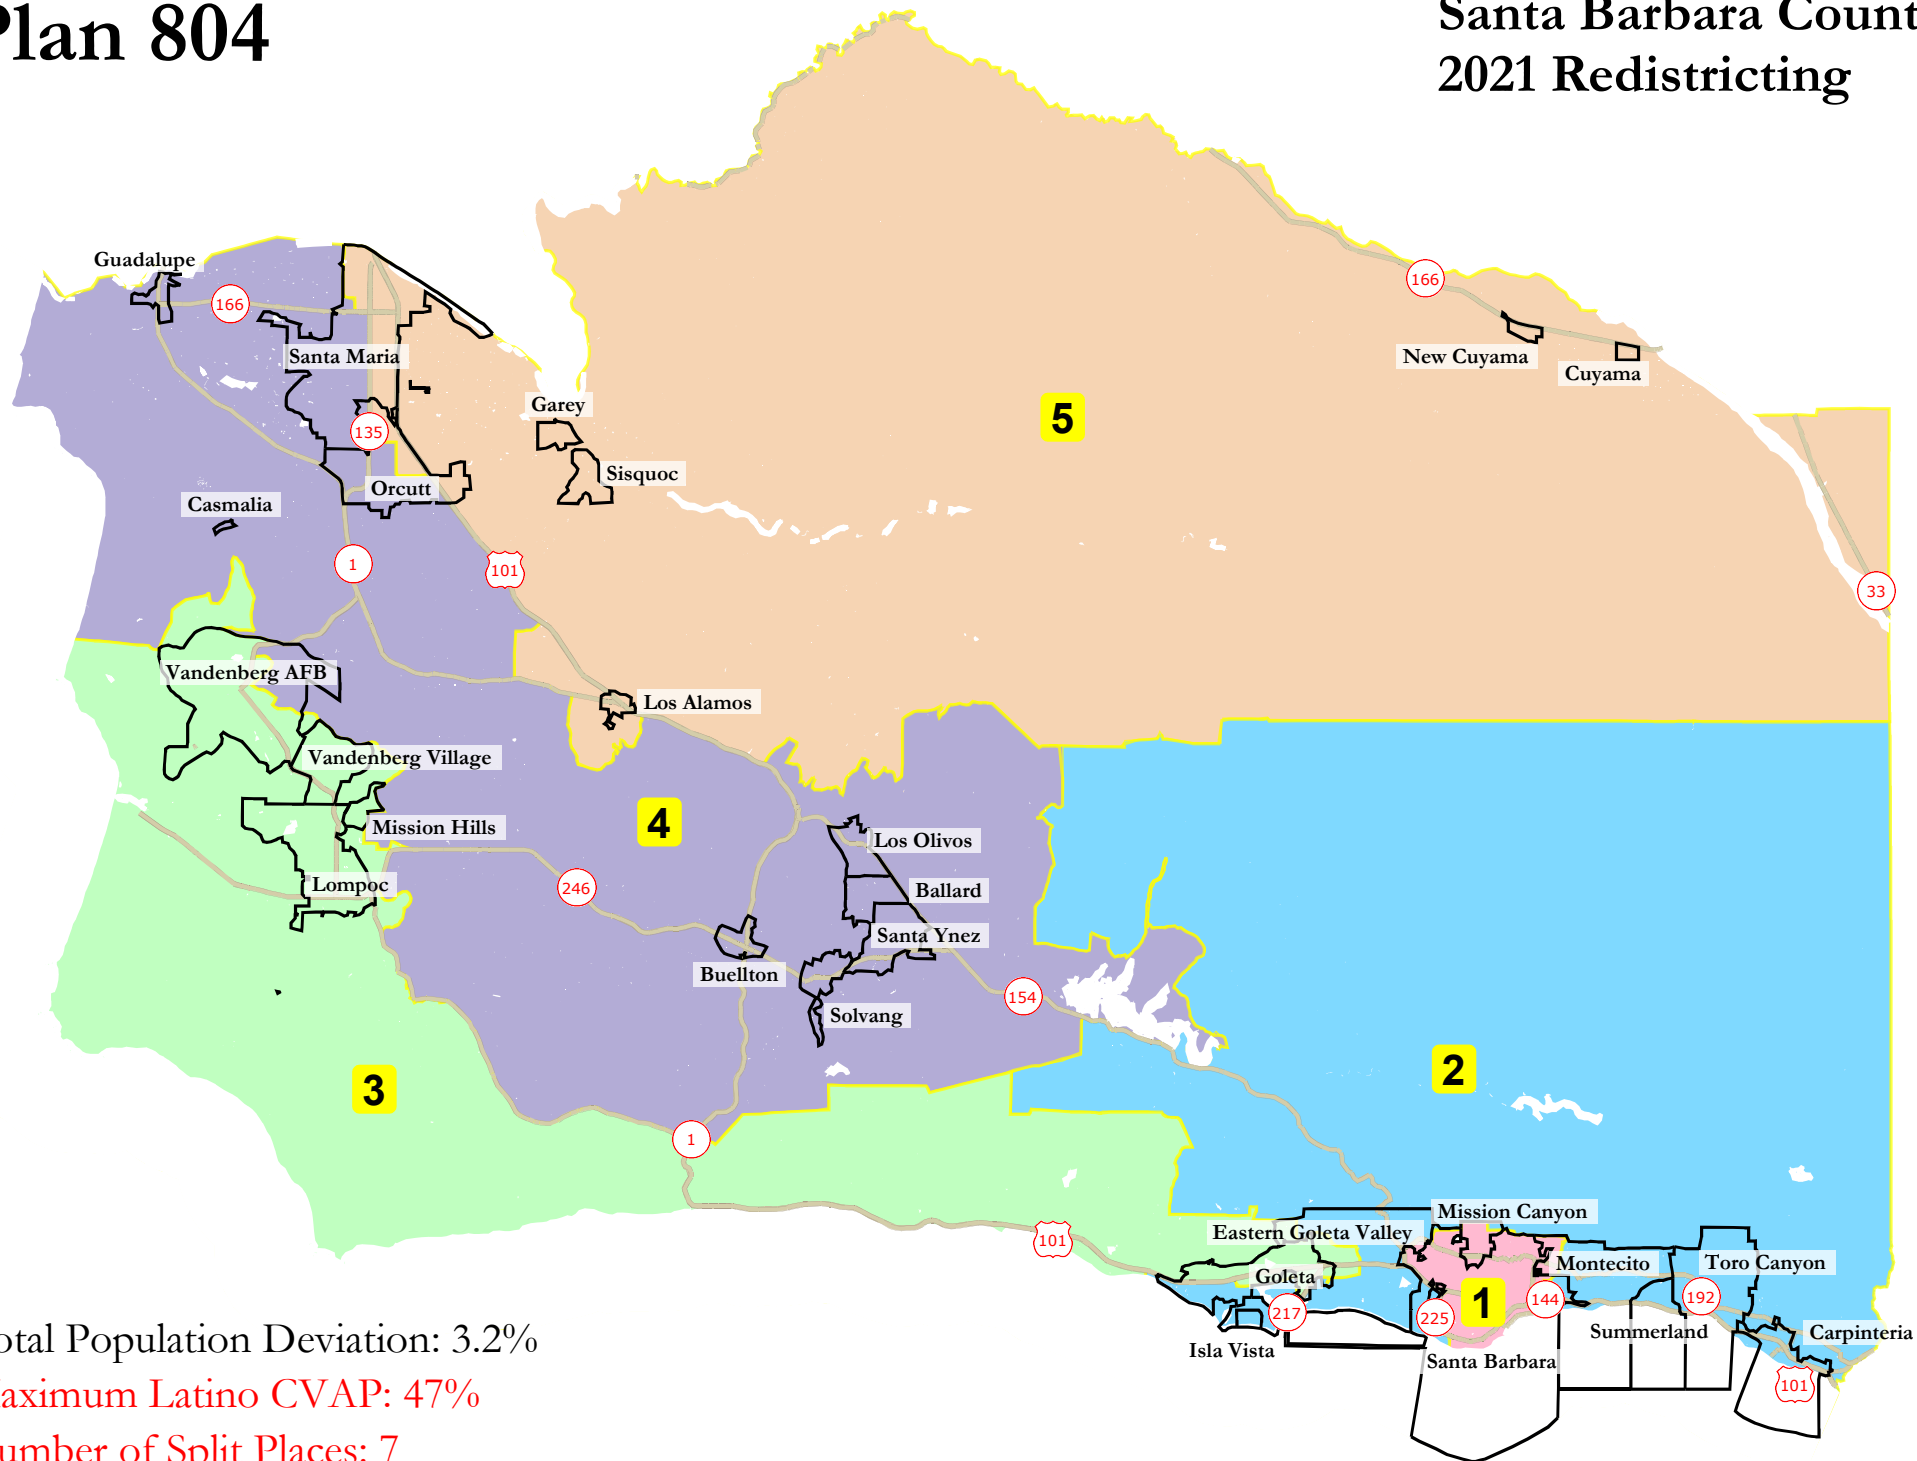 Plan 804
Santa Barbara Count
2021 Redistricting
Guadalupe
166
166
Santa Maria
New Cuyama
Cuyama
Garey
5
135
Sisquoc
Orcutt
Casmalia
1
101
33
Vandenberg AFB
Los Alamos
Vandenberg Village
4
Mission Hills
Los Olivos
Lompoc
246
Ballard
Santa Ynez
Buellton
154
Solvang
2
3
1
Mission Canyon
Eastern Goleta Valley
101
Montecito
Toro Canyon
Goleta
217
225
1
144
192
Summerland
Carpinteria
Isla Vista
Santa Barbara
101
otal Population Deviation: 3.2%
aximum Latino CVAP: 47%
umber of Split Places: 7